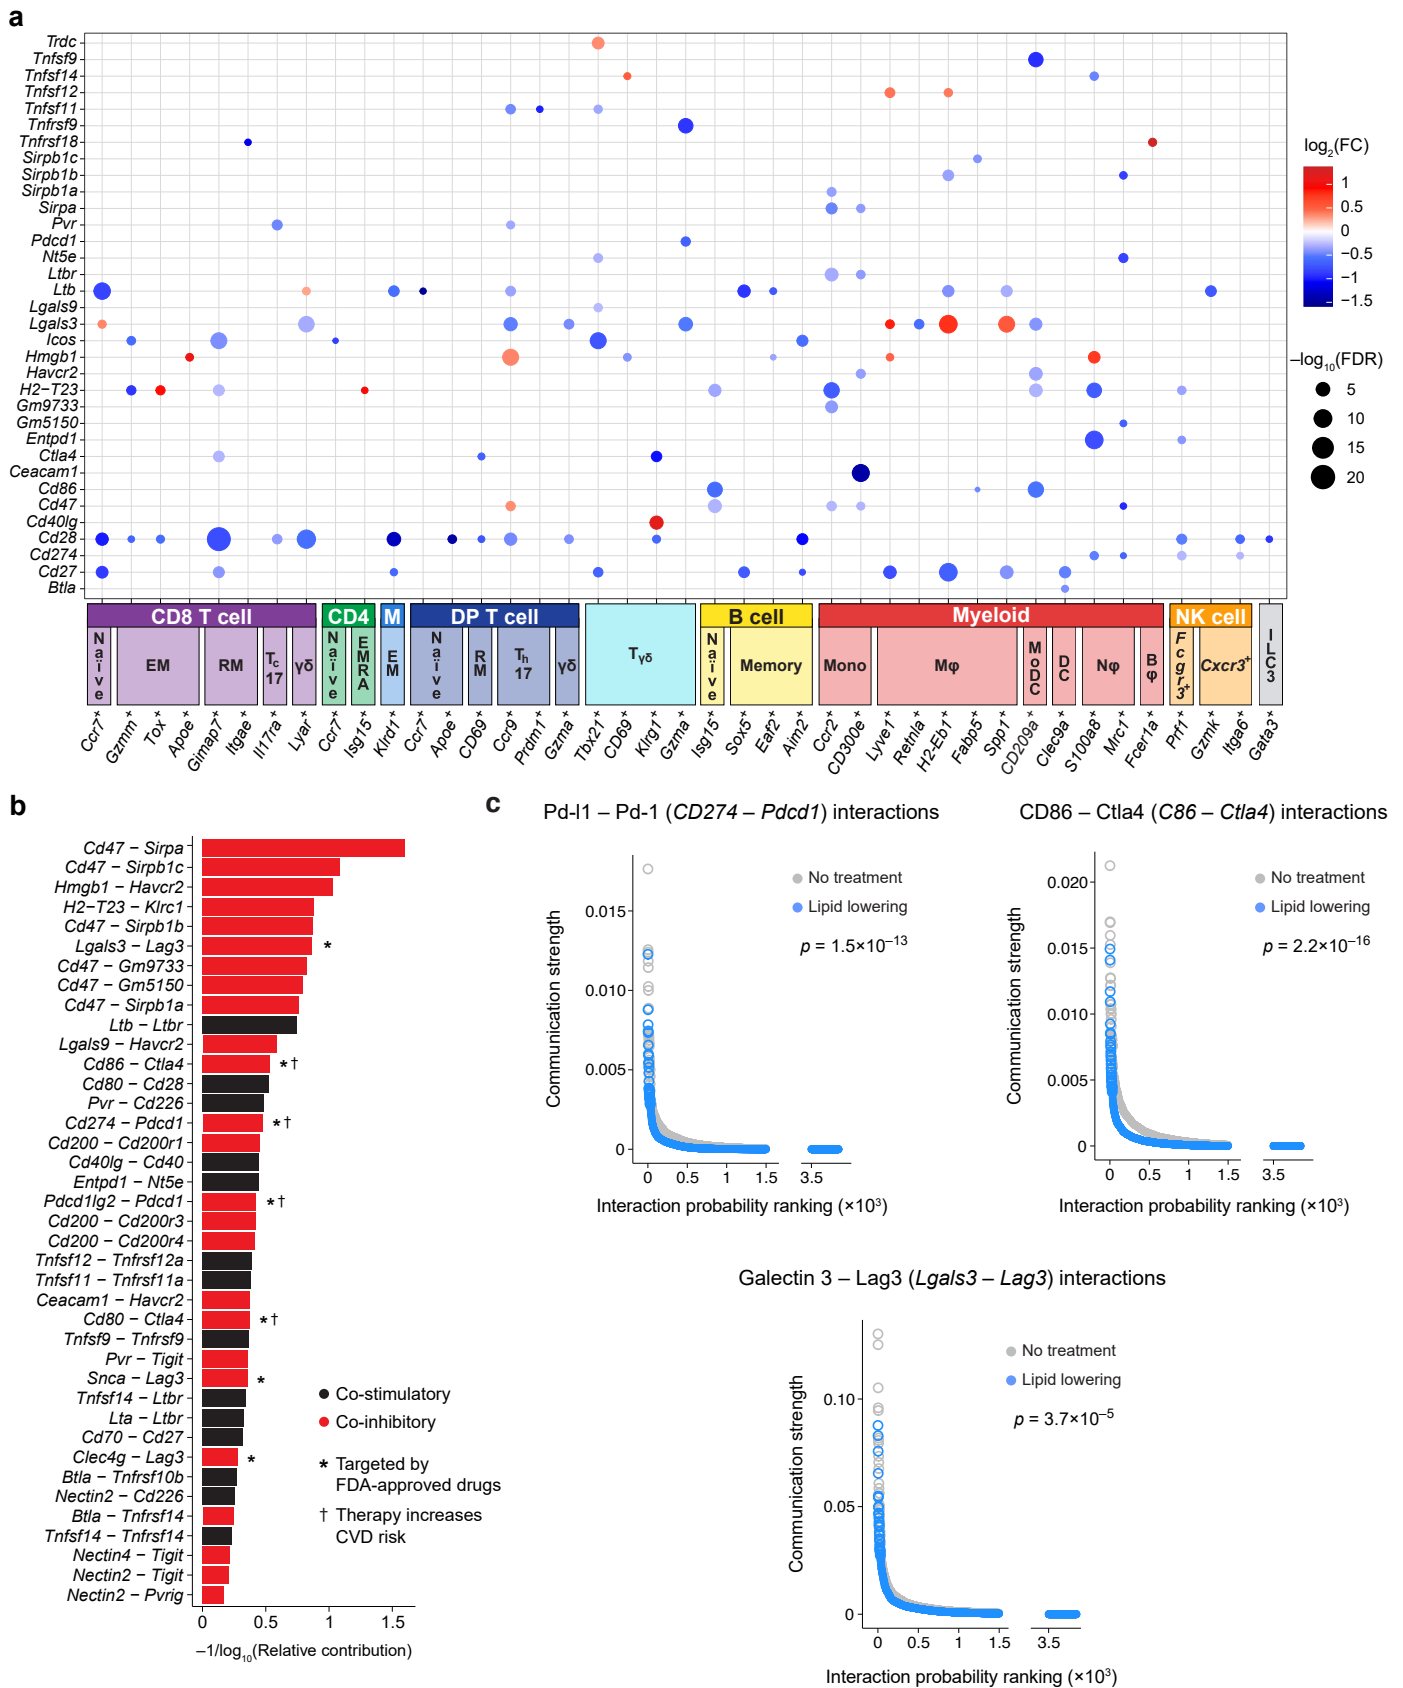 a
Trdc
Tnfsf9
Tnfsf14
Tnfsf12
Tnfsf11
Tnfrsf9
Tnfrsf18
Sirpb1c
Sirpb1b
Sirpb1a
Sirpa
Pvr
Pdcd1
Nt5e
Ltbr
Ltb
Lgals9
Lgals3
Icos
Hmgb1
Havcr2
H2−T23
Gm9733
Gm5150
Entpd1
Ctla4
Ceacam1
Cd86
Cd47
Cd40lg
Cd28
Cd274
Cd27
Btla
log2(FC)
1
0.5
0
−0.5
−1
−1.5
−log10(FDR)
5
10
15
20
CD8 T cell CD4 M DP T cell Tγδ B cell Myeloid NK cell ILC3
Naïve EM RM Tc 17 γδ Naïve EMRA EM Naïve RM Th 17 γδ Naïve Memory Mono Mφ MoDC DC Nφ Bφ Fcgr3+ Cxcr3+
Ccr7+ Gzmm+ Tox+ Apoe+ Gimap7+ Itgae+ Il17ra+ Lyar+ Ccr7+ Isg15+ Klrd1+ Ccr7+ Apoe+ CD69+ Ccr9+ Prdm1+ Gzma+ Tbx21+ CD69+ Klrg1+ Gzma+ Isg15+ Sox5+ Eaf2+ Aim2+ Ccr2+ CD300e+ Lyve1+ Retnla+ H2-Eb1+ Fabp5+ Spp1+ CD209a+ Clec9a+ S100a8+ Mrc1+ Fcer1a+ Prf1+ Gzmk+ Itga6+ Gata3+
b
Cd47 − Sirpa
Cd47 − Sirpb1c
Hmgb1 − Havcr2
H2−T23 − Klrc1
Cd47 − Sirpb1b
Lgals3 − Lag3 *
Cd47 − Gm9733
Cd47 − Gm5150
Cd47 − Sirpb1a
Ltb − Ltbr
Lgals9 − Havcr2
Cd86 − Ctla4 *†
Cd80 − Cd28
Pvr − Cd226
Cd274 − Pdcd1 *†
Cd200 − Cd200r1
Cd40lg − Cd40
Entpd1 − Nt5e
Pdcd1lg2 − Pdcd1 *†
Cd200 − Cd200r3
Cd200 − Cd200r4
Tnfsf12 − Tnfrsf12a
Tnfsf11 − Tnfrsf11a
Ceacam1 − Havcr2
Cd80 − Ctla4 *†
Tnfsf9 − Tnfrsf9
Pvr − Tigit
Snca − Lag3 *
Tnfsf14 − Ltbr
Lta − Ltbr
Cd70 − Cd27
Clec4g − Lag3 *
Btla − Tnfrsf10b
Nectin2 − Cd226
Btla − Tnfrsf14
Tnfsf14 − Tnfrsf14
Nectin4 − Tigit
Nectin2 − Tigit
Nectin2 − Pvrig
0 0.5 1 1.5
−1/log10(Relative contribution)
Co-stimulatory
Co-inhibitory
* Targeted by
FDA-approved drugs
† Therapy increases
CVD risk
c
Pd-l1 – Pd-1 (CD274 – Pdcd1) interactions
Communication strength
0.015
0.010
0.005
0
No treatment
Lipid lowering
p = 1.5×10−13
0 0.5 1 1.5 3.5
Interaction probability ranking (×103)
CD86 – Ctla4 (C86 – Ctla4) interactions
Communication strength
0.020
0.015
0.010
0.005
0
No treatment
Lipid lowering
p = 2.2×10−16
0 0.5 1 1.5 3.5
Interaction probability ranking (×103)
Galectin 3 – Lag3 (Lgals3 – Lag3) interactions
Communication strength
0.10
0.05
0
No treatment
Lipid lowering
p = 3.7×10−5
0 0.5 1 1.5 3.5
Interaction probability ranking (×103)